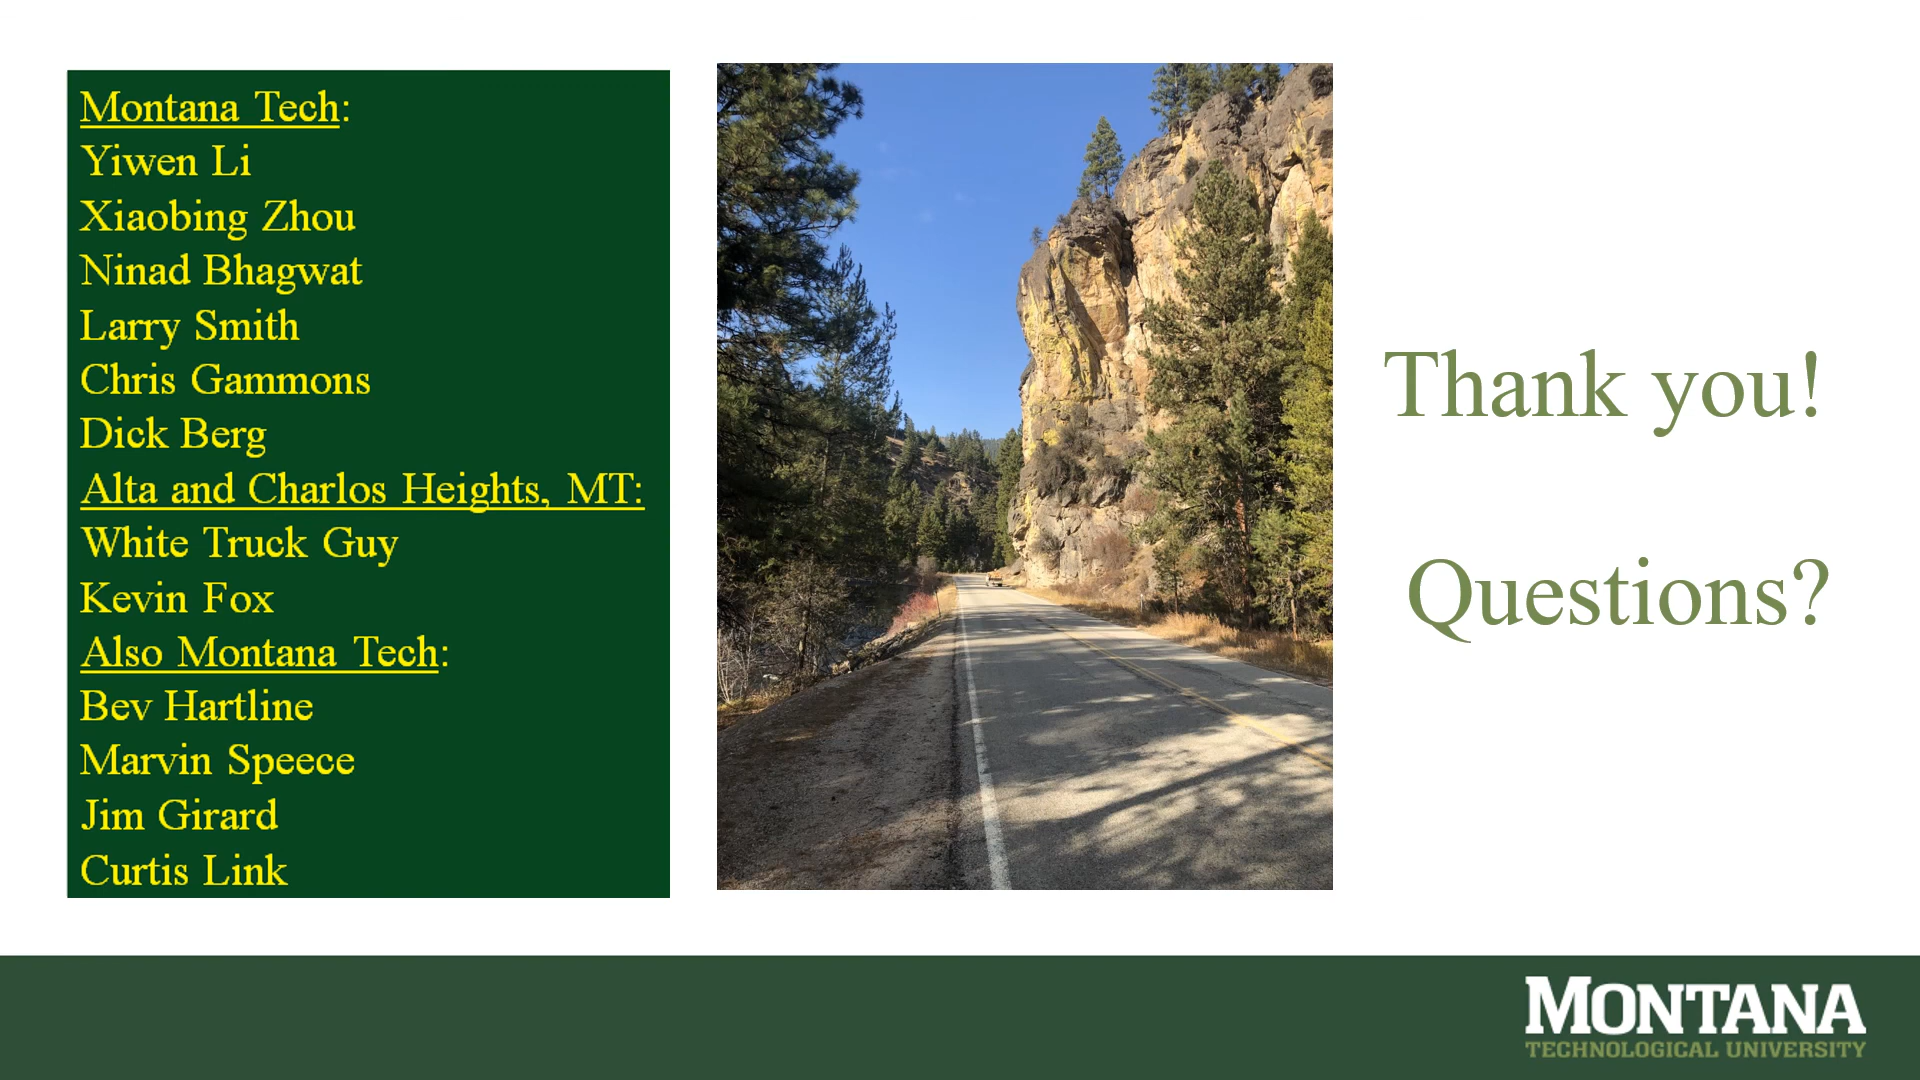 Montana Tech:
Yiwen Li
Xiaobing Zhou
Ninad Bhagwat
Larry Smith
Chris Gammons
Dick Berg
Alta and Charlos Heights, MT:
White Truck Guy
Kevin Fox
Also Montana Tech:
Bev Hartline
Marvin Speece
Jim Girard
Curtis Link
Thank you!
Questions?
MONTANA
TECHNOLOGICAL UNIVERSITY